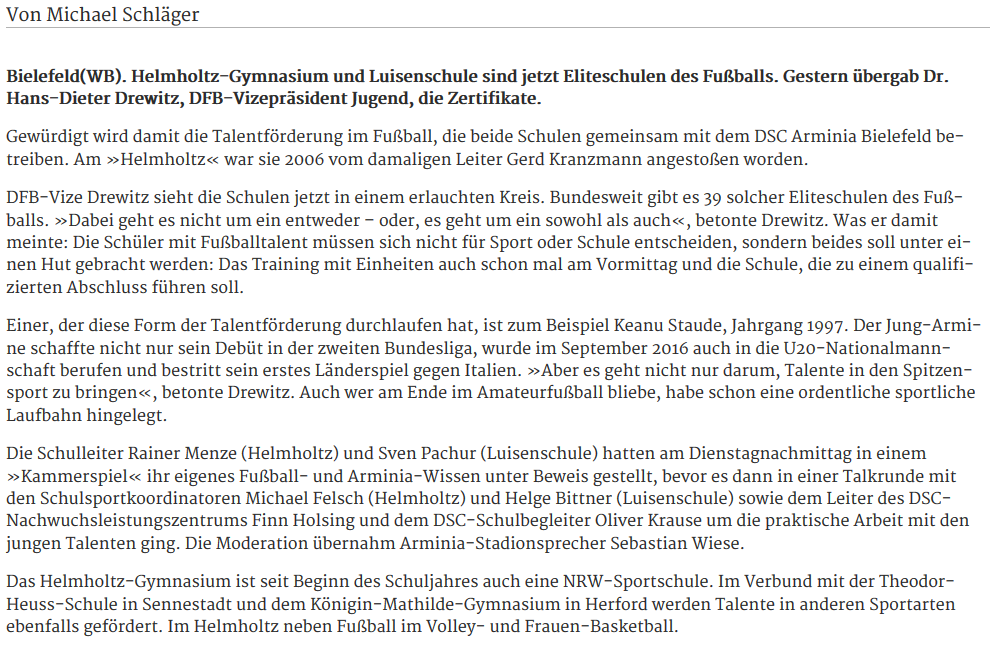 Von Michael Schläger
Bielefeld(WB). Helmholtz-Gymnasium und Luisenschule sind jetzt Eliteschulen des Fußballs. Gestern übergab Dr.
Hans-Dieter Drewitz, DFB-Vizepräsident Jugend, die Zertifikate.
Gewürdigt wird damit die Talentförderung im Fußball, die beide Schulen gemeinsam mit dem DSC Arminia Bielefeld be-
treiben. Am »Helmholtz« war sie 2006 vom damaligen Leiter Gerd Kranzmann angestoßen worden.
DFB-Vize Drewitz sieht die Schulen jetzt in einem erlauchten Kreis. Bundesweit gibt es 39 solcher Eliteschulen des Fuß-
balls. »Dabei geht es nicht um ein entweder – oder, es geht um ein sowohl als auch«, betonte Drewitz. Was er damit
meinte: Die Schüler mit Fußballtalent müssen sich nicht für Sport oder Schule entscheiden, sondern beides soll unter ei-
nen Hut gebracht werden: Das Training mit Einheiten auch schon mal am Vormittag und die Schule, die zu einem qualifi-
zierten Abschluss führen soll.
Einer, der diese Form der Talentförderung durchlaufen hat, ist zum Beispiel Keanu Staude, Jahrgang 1997. Der Jung-Armi-
ne schaffte nicht nur sein Debüt in der zweiten Bundesliga, wurde im September 2016 auch in die U20-Nationalmann-
schaft berufen und bestritt sein erstes Länderspiel gegen Italien. »Aber es geht nicht nur darum, Talente in den Spitzen-
sport zu bringen«, betonte Drewitz. Auch wer am Ende im Amateurfußball bliebe, habe schon eine ordentliche sportliche
Laufbahn hingelegt.
Die Schulleiter Rainer Menze (Helmholtz) und Sven Pachur (Luisenschule) hatten am Dienstagnachmittag in einem
»Kammerspiel« ihr eigenes Fußball- und Arminia-Wissen unter Beweis gestellt, bevor es dann in einer Talkrunde mit
den Schulsportkoordinatoren Michael Felsch (Helmholtz) und Helge Bittner (Luisenschule) sowie dem Leiter des DSC-
Nachwuchsleistungszentrums Finn Holsing und dem DSC-Schulbegleiter Oliver Krause um die praktische Arbeit mit den
jungen Talenten ging. Die Moderation übernahm Arminia-Stadionsprecher Sebastian Wiese.
Das Helmholtz-Gymnasium ist seit Beginn des Schuljahres auch eine NRW-Sportschule. Im Verbund mit der Theodor-
Heuss-Schule in Sennestadt und dem Königin-Mathilde-Gymnasium in Herford werden Talente in anderen Sportarten
ebenfalls gefördert. Im Helmholtz neben Fußball im Volley- und Frauen-Basketball.